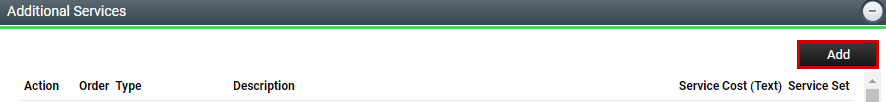 Additional Services
Add
Action Order Type Description Service Cost (Text) Service Set